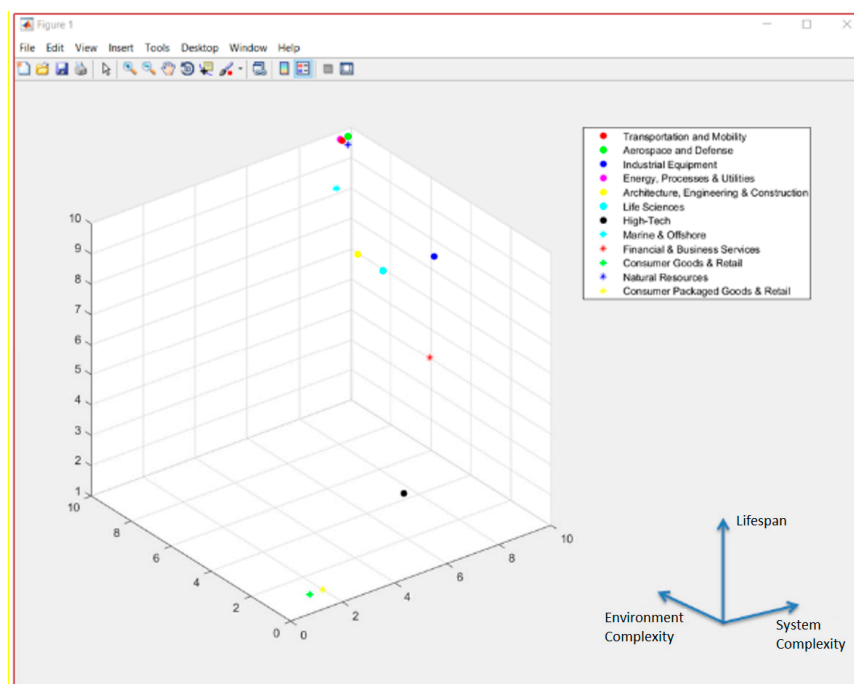 Figure 1
File Edit View Insert Tools Desktop Window Help
Transportation and Mobility
Aerospace and Defense
Industrial Equipment
Energy, Processes & Utilities
Architecture, Engineering & Construction
Life Sciences
High-Tech
Marine & Offshore
Financial & Business Services
Consumer Goods & Retail
Natural Resources
Consumer Packaged Goods & Retail
10
9
8
7
6
5
4
3
2
1
10
8
6
4
2
0
0
2
4
6
8
10
Lifespan
Environment
Complexity
System
Complexity